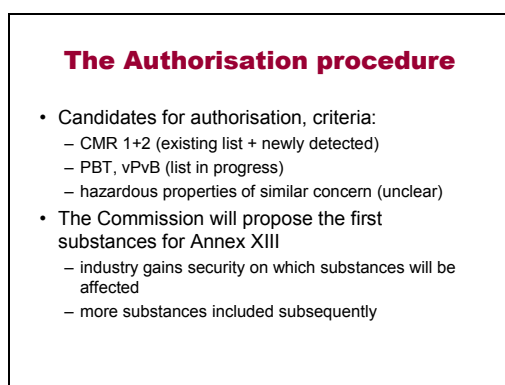 The Authorisation procedure
• Candidates for authorisation, criteria:
– CMR 1+2 (existing list + newly detected)
– PBT, vPvB (list in progress)
– hazardous properties of similar concern (unclear)
• The Commission will propose the first
substances for Annex XIII
– industry gains security on which substances will be
affected
– more substances included subsequently